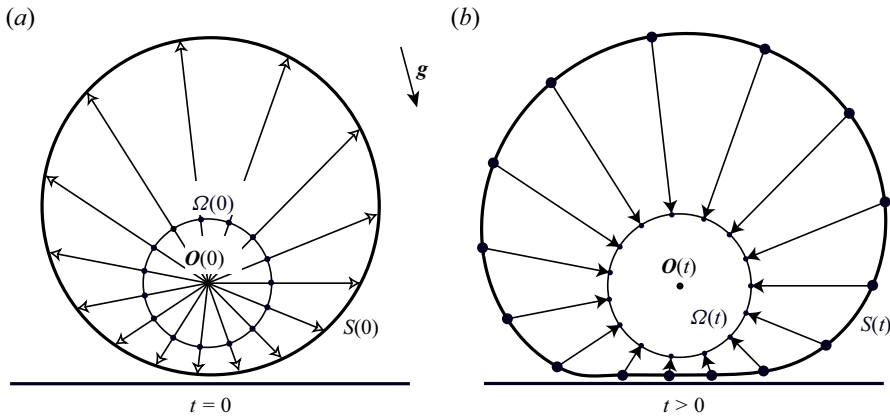 (a)
g
Ω(0)
O(0)
S(0)
t = 0
(b)
O(t)
Ω(t)
S(t)
t > 0